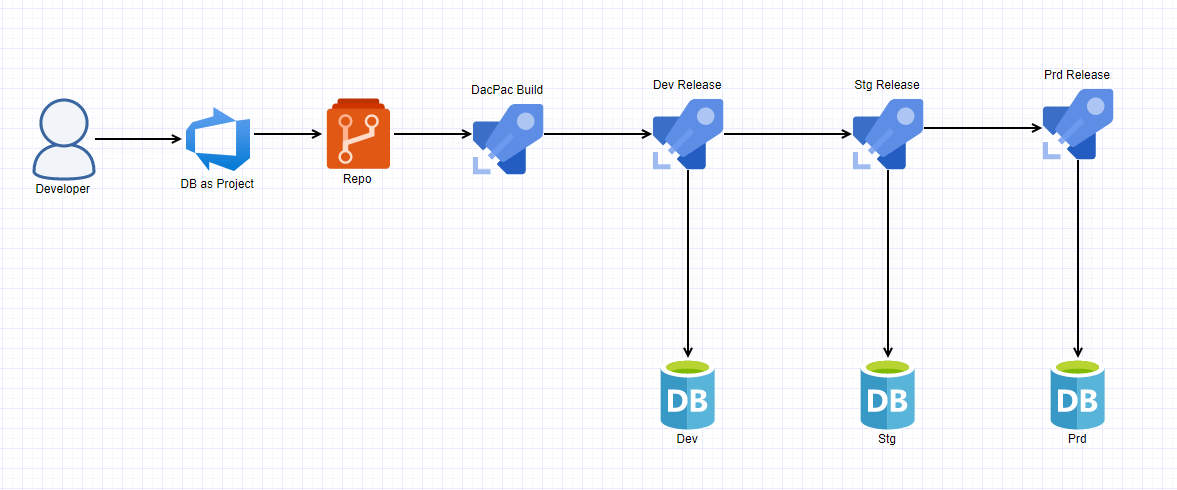 Developer
DB as Project
Repo
DacPac Build
Dev Release
Stg Release
Prd Release
DB
Dev
DB
Stg
DB
Prd